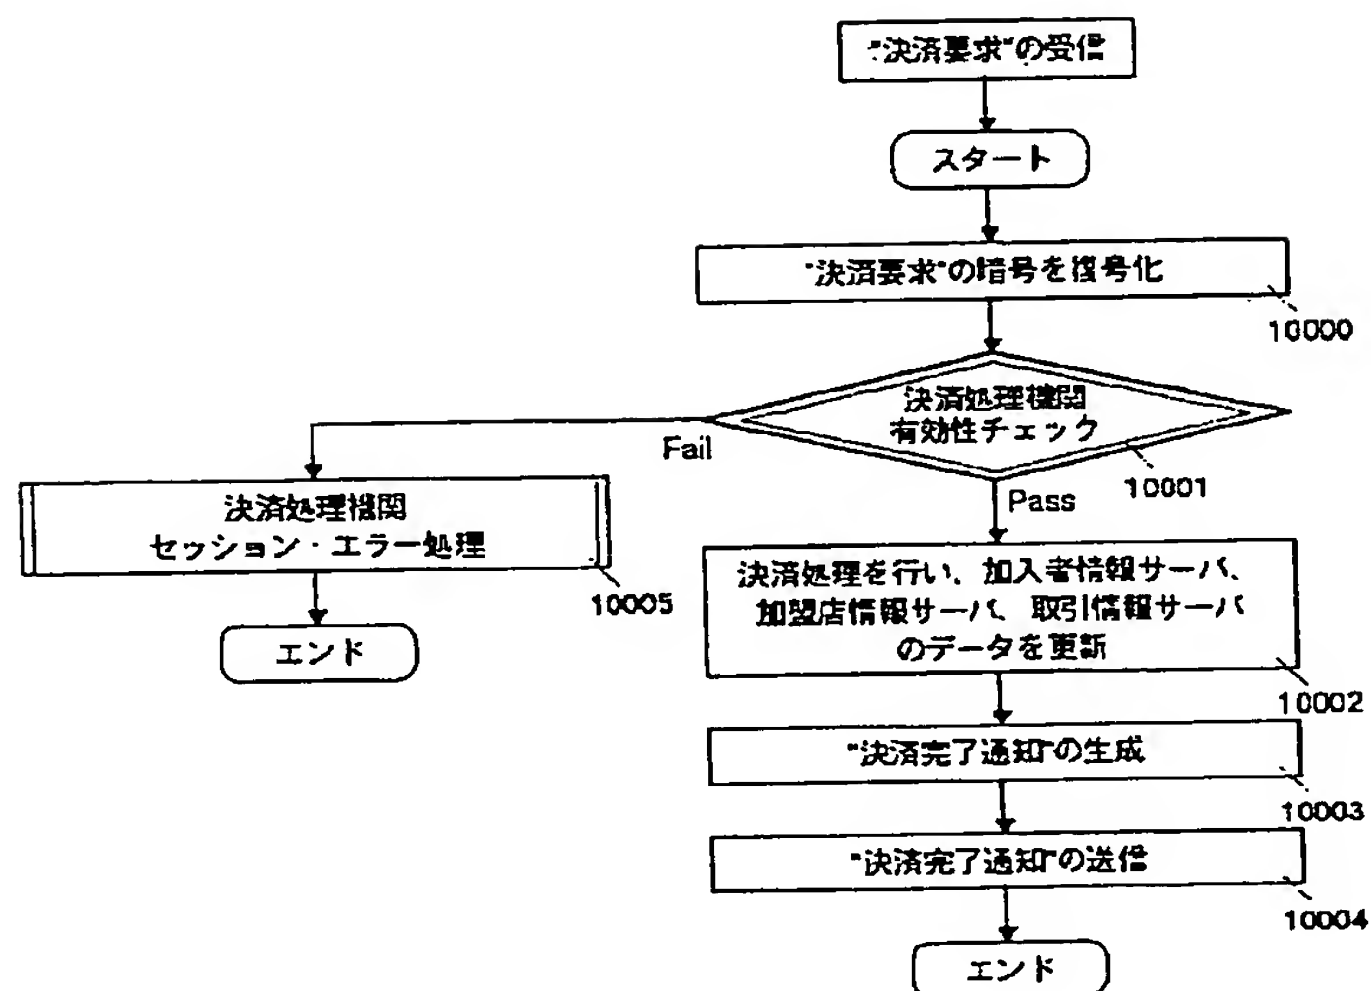 "決済要求"の受信
スタート
"決済要求"の暗号を復号化
10000
決済処理機関
有効性チェック
10001
Fail
Pass
決済処理機関
セッション・エラー処理
10005
エンド
決済処理を行い、加入者情報サーバ、
加盟店情報サーバ、取引情報サーバ
のデータを更新
10002
"決済完了通知"の生成
10003
"決済完了通知"の送信
10004
エンド